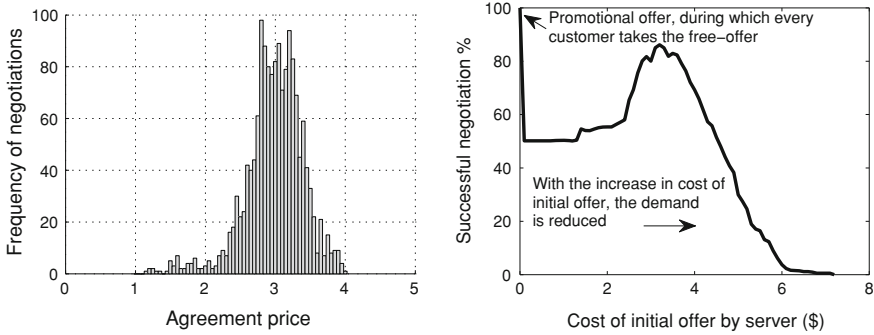 Frequency of negotiations
100
80
60
40
20
0
0 1 2 3 4 5
Agreement price
Successful negotiation %
100
80
60
40
20
0
Promotional offer, during which every
customer takes the free-offer
With the increase in cost of
initial offer, the demand
is reduced
0 2 4 6 8
Cost of initial offer by server ($)